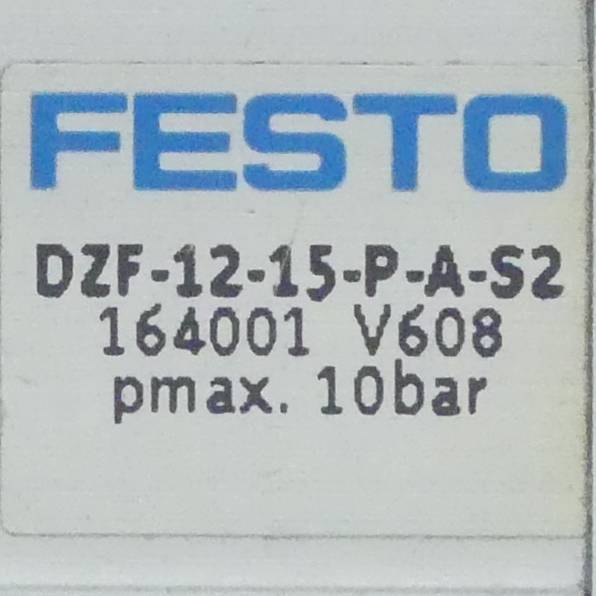 FESTO
DZF-12-15-P-A-S2
164001 V608
pmax. 10bar